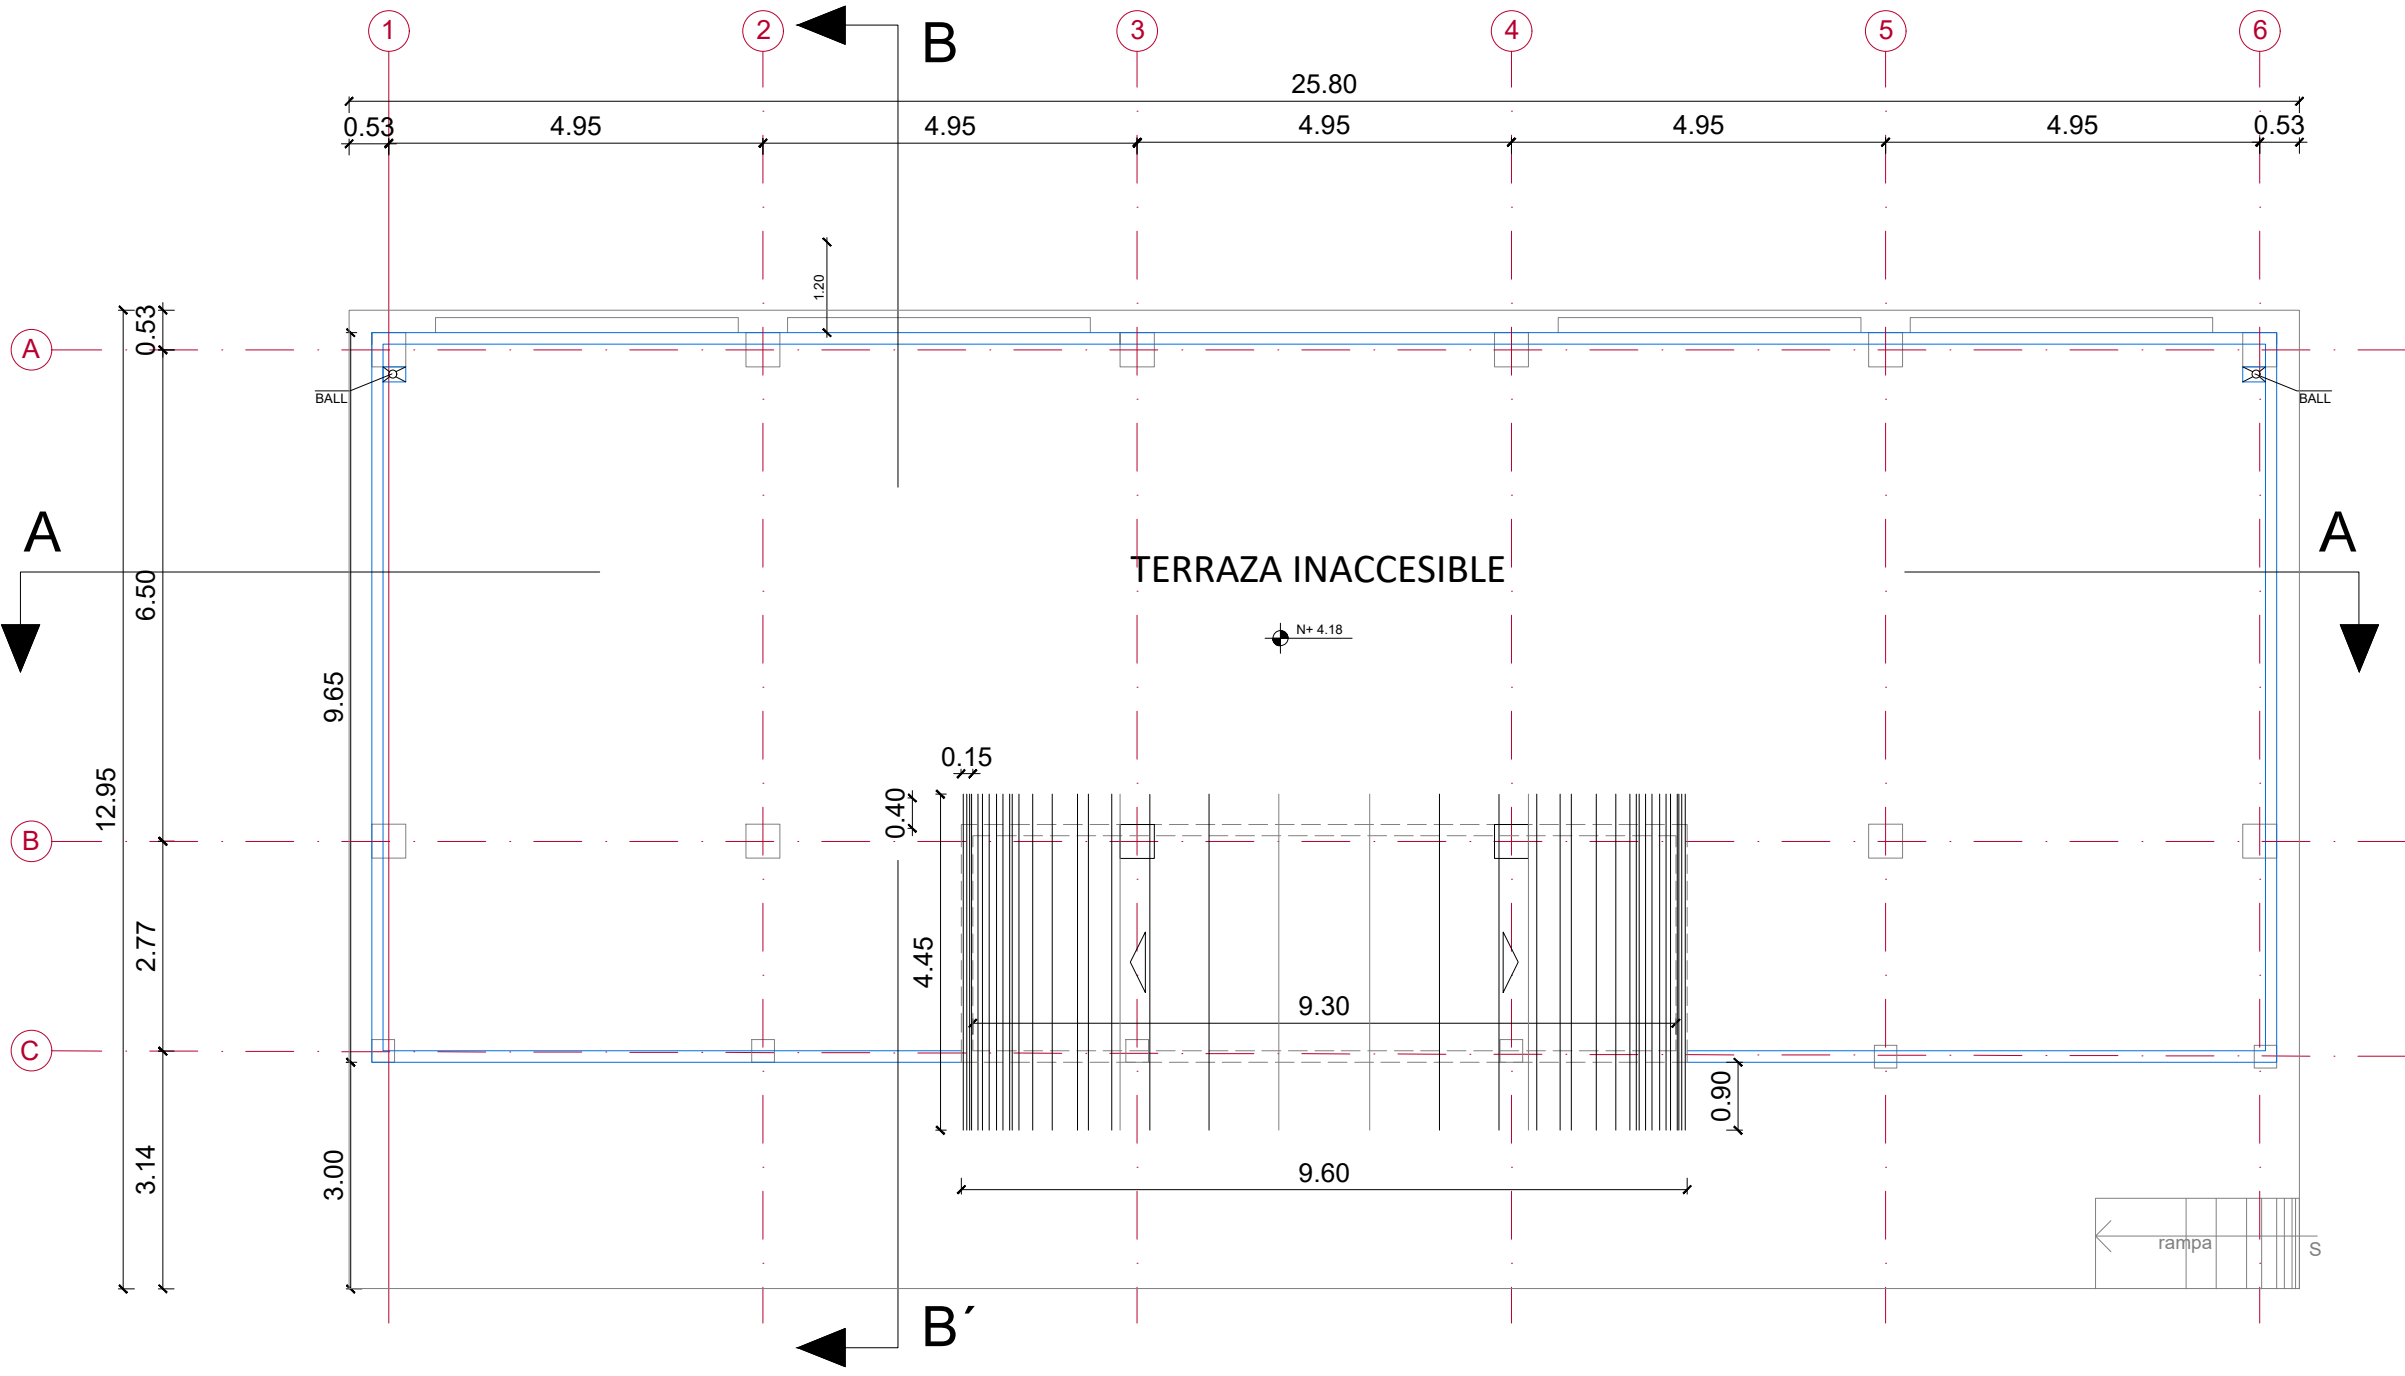 1 2 3 4 5 6
B
25.80
0.53 4.95 4.95 4.95 4.95 4.95 0.53
1.20
0.53
A
BALL BALL
A A
TERRAZA INACCESIBLE
6.50
N+ 4.18
9.65
0.15
12.95
0.40
B
2.77
4.45
9.30
C
0.90
3.14
3.00
9.60
rampa S
B´